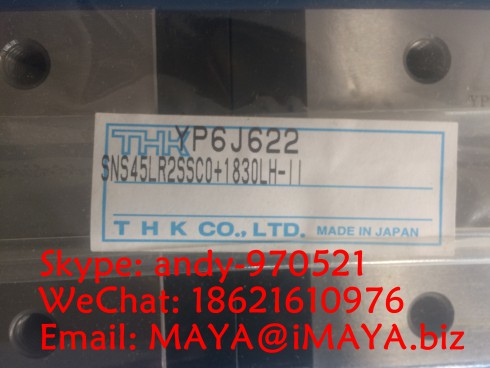 THK YP6J622
SNS45LR2SSC0+1830LH-II
THK CO.,LTD. MADE IN JAPAN
Skype: andy-970521
WeChat: 18621610976
Email: MAYA@iMAYA.biz